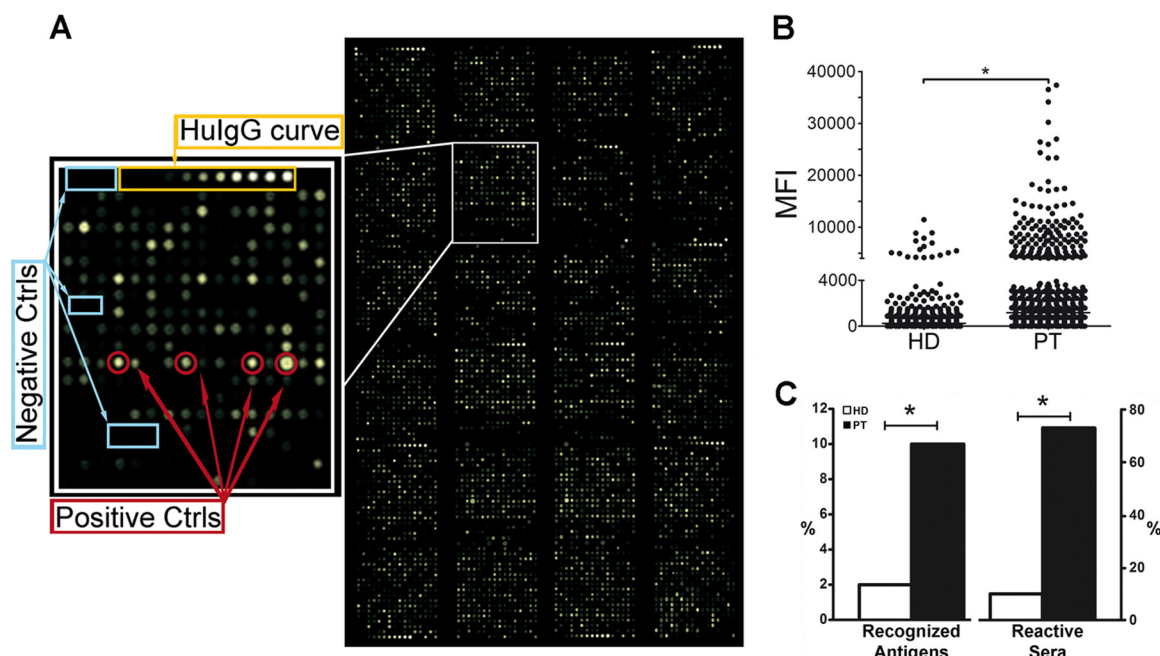 A
HuIgG curve
Negative Ctrls
Positive Ctrls
B
*
MFI
40000
30000
20000
10000
4000
0
HD
PT
C
HD
PT
*
*
12
10
8
6
4
2
0
%
80
60
40
20
0
%
Recognized
Antigens
Reactive
Sera